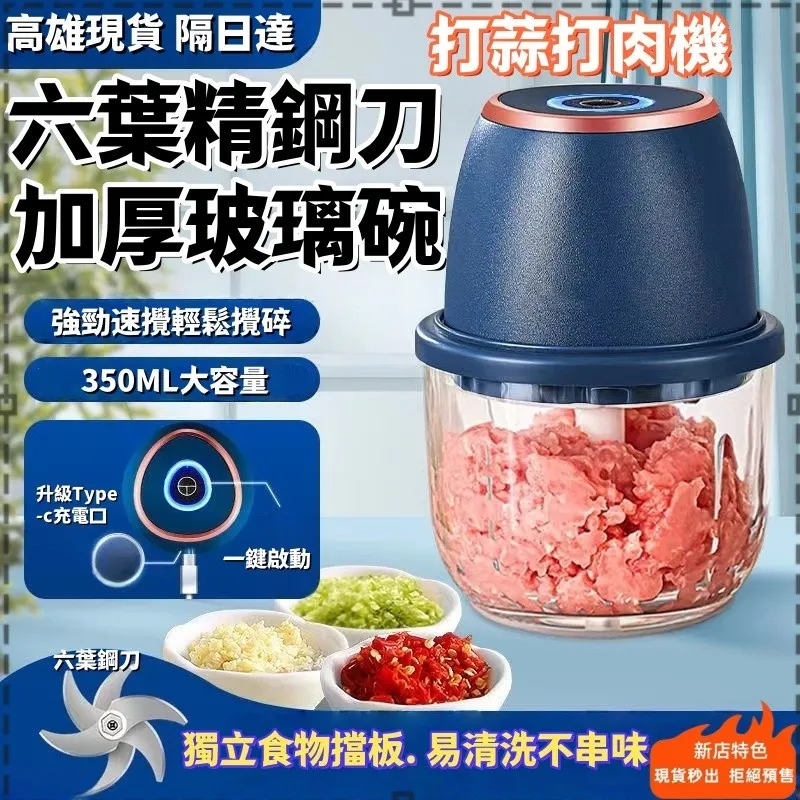 高雄現貨 隔日達
打蒜打肉機
六葉精鋼刀
加厚玻璃碗
強勁速攪輕鬆攪碎
350ML大容量
升級Type
-c充電口
一鍵啟動
六葉鋼刀
獨立食物擋板. 易清洗不串味
新店特色
現貨秒出 拒絕預售